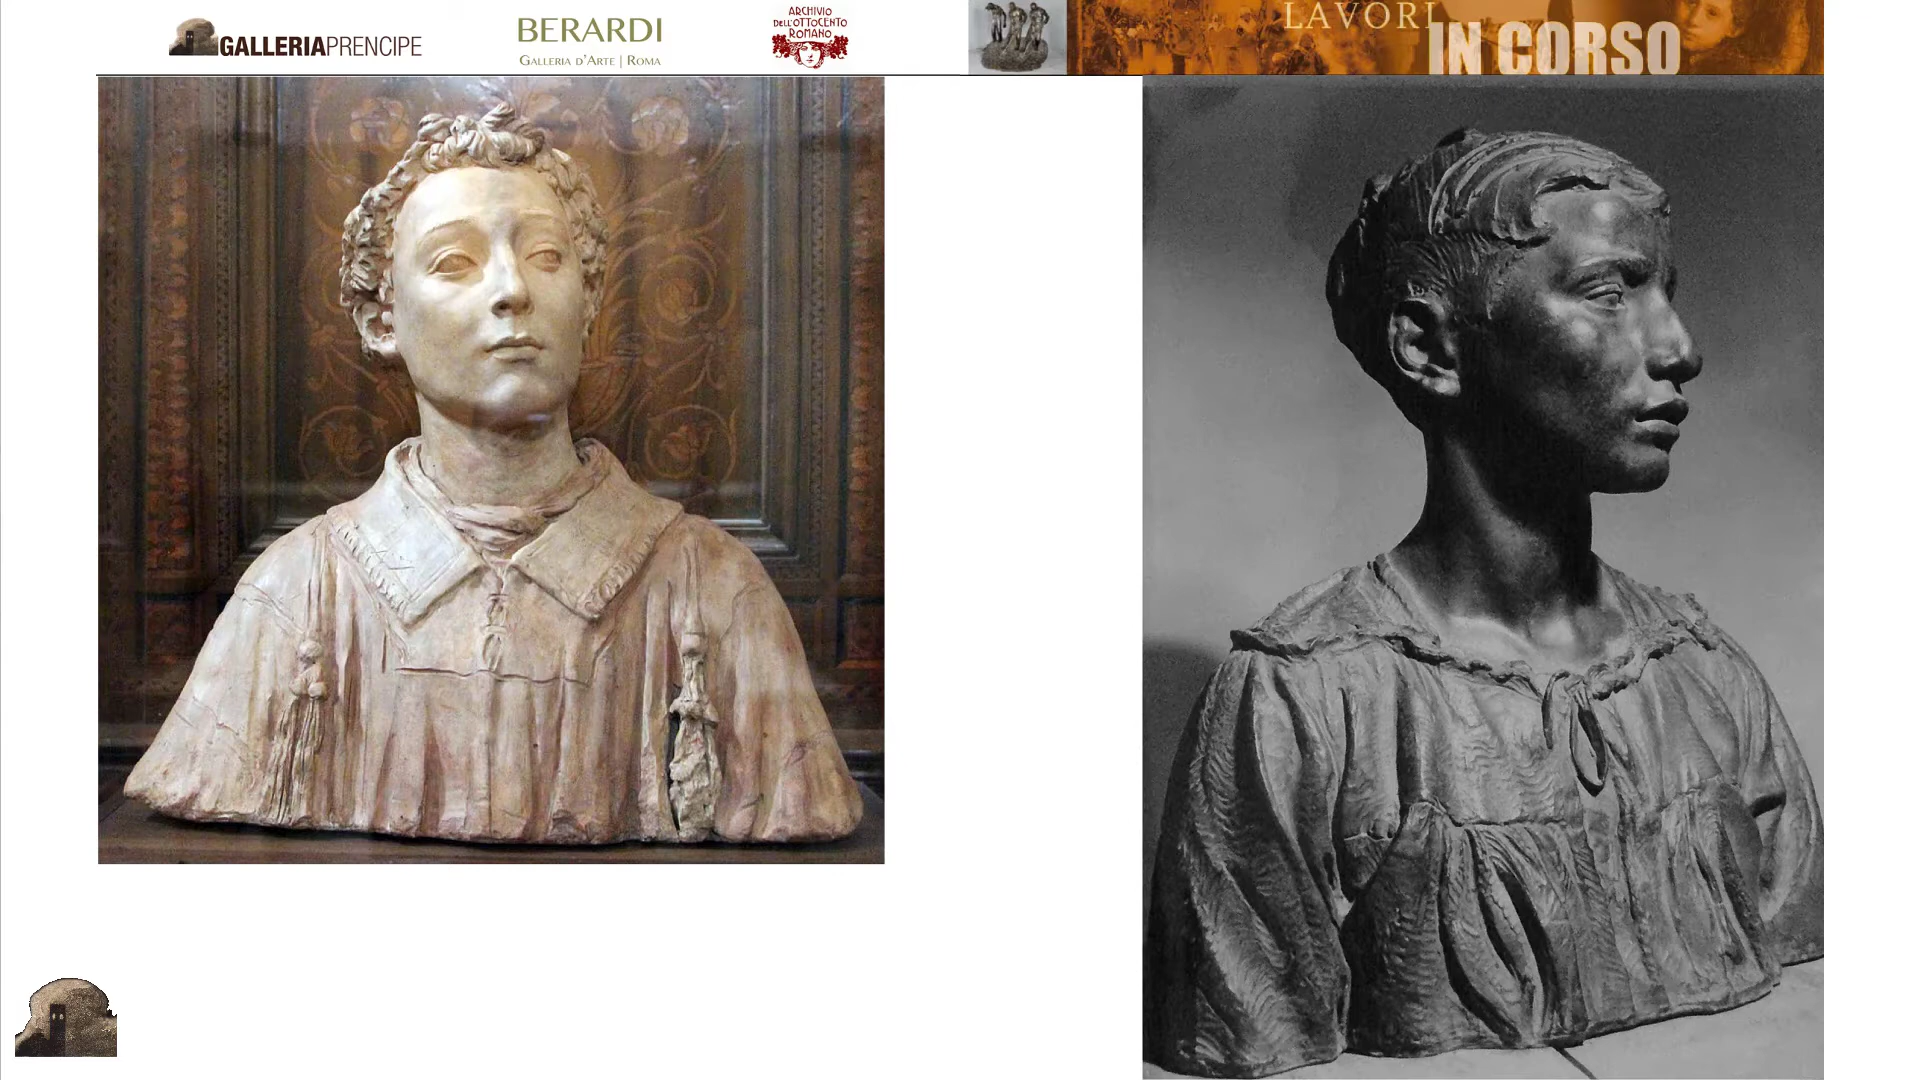 GALLERIAPRENCIPE
BERARDI
GALLERIA D'ARTE | ROMA
ARCHIVIO
DELL'OTTOCENTO
ROMANO
LAVORI
IN CORSO